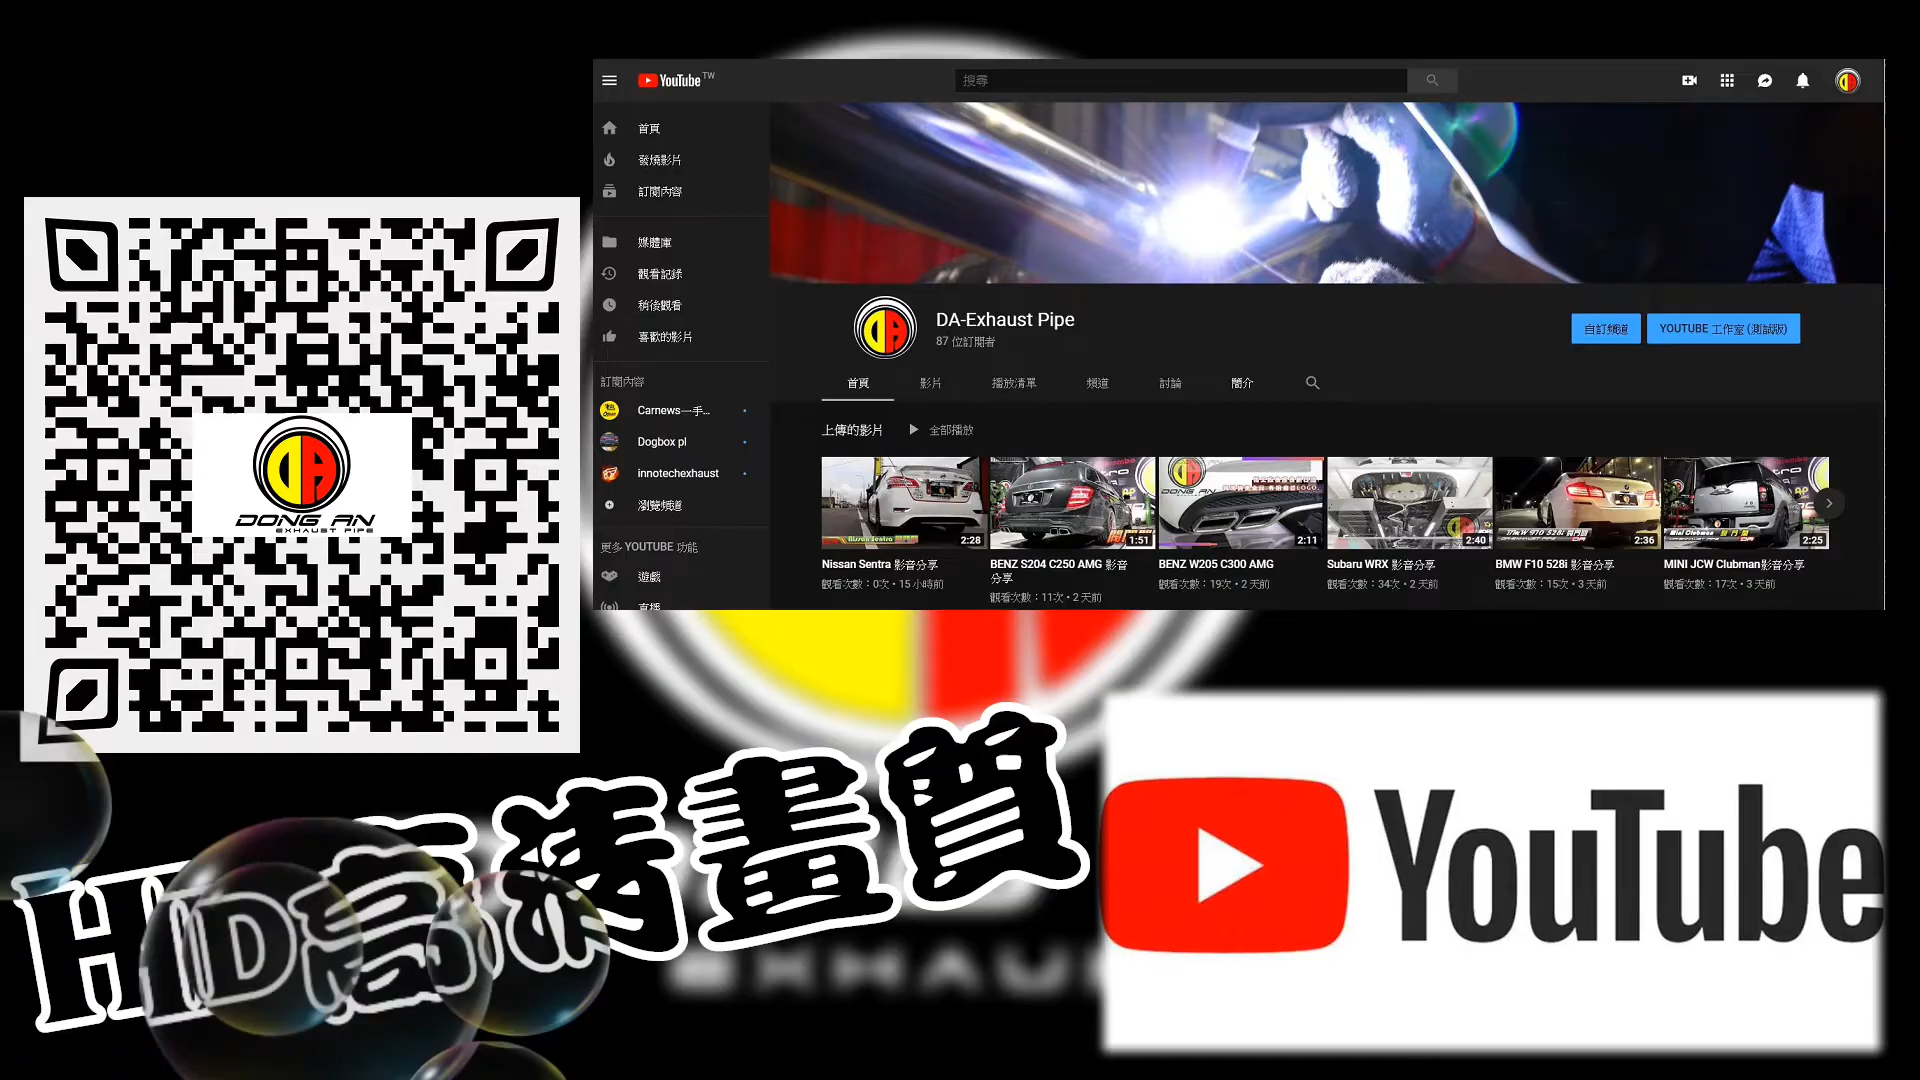 YouTube TW
搜尋
首頁
發燒影片
訂閱內容
媒體庫
觀看記錄
稍後觀看
喜歡的影片
訂閱內容
Carnews一手...
Dogbox pl
innotechexhaust
瀏覽頻道
更多 YOUTUBE 功能
遊戲
直播
DA-Exhaust Pipe
87 位訂閱者
自訂頻道
YOUTUBE 工作室 (測試版)
首頁 影片 播放清單 頻道 討論 簡介
上傳的影片 全部播放
2:28
1:51
2:11
2:40
2:36
2:25
Nissan Sentra 影音分享
觀看次數：0次 • 15 小時前
BENZ S204 C250 AMG 影音
分享
觀看次數：11次 • 2 天前
BENZ W205 C300 AMG
觀看次數：19次 • 2 天前
Subaru WRX 影音分享
觀看次數：34次 • 2 天前
BMW F10 528i 影音分享
觀看次數：15次 • 3 天前
MINI JCW Clubman影音分享
觀看次數：17次 • 3 天前
DA
DONG AN
EXHAUST PIPE
HD高清畫質
YouTube